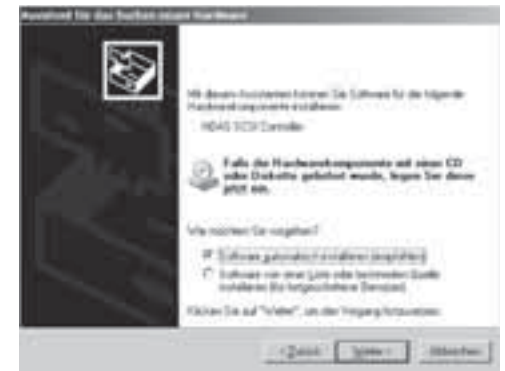 Assistent für das Suchen neuer Hardware
Mit diesem Assistenten können Sie Software für die folgende
Hardwarekomponente installieren:
NDAS SCSI Controller
Falls die Hardwarekomponente mit einer CD
oder Diskette geliefert wurde, legen Sie diese
jetzt ein.
Wie möchten Sie vorgehen?
Software automatisch installieren (empfohlen)
Software von einer Liste oder bestimmten Quelle
installieren (für fortgeschrittene Benutzer)
Klicken Sie auf "Weiter", um den Vorgang fortzusetzen.
< Zurück Weiter > Abbrechen